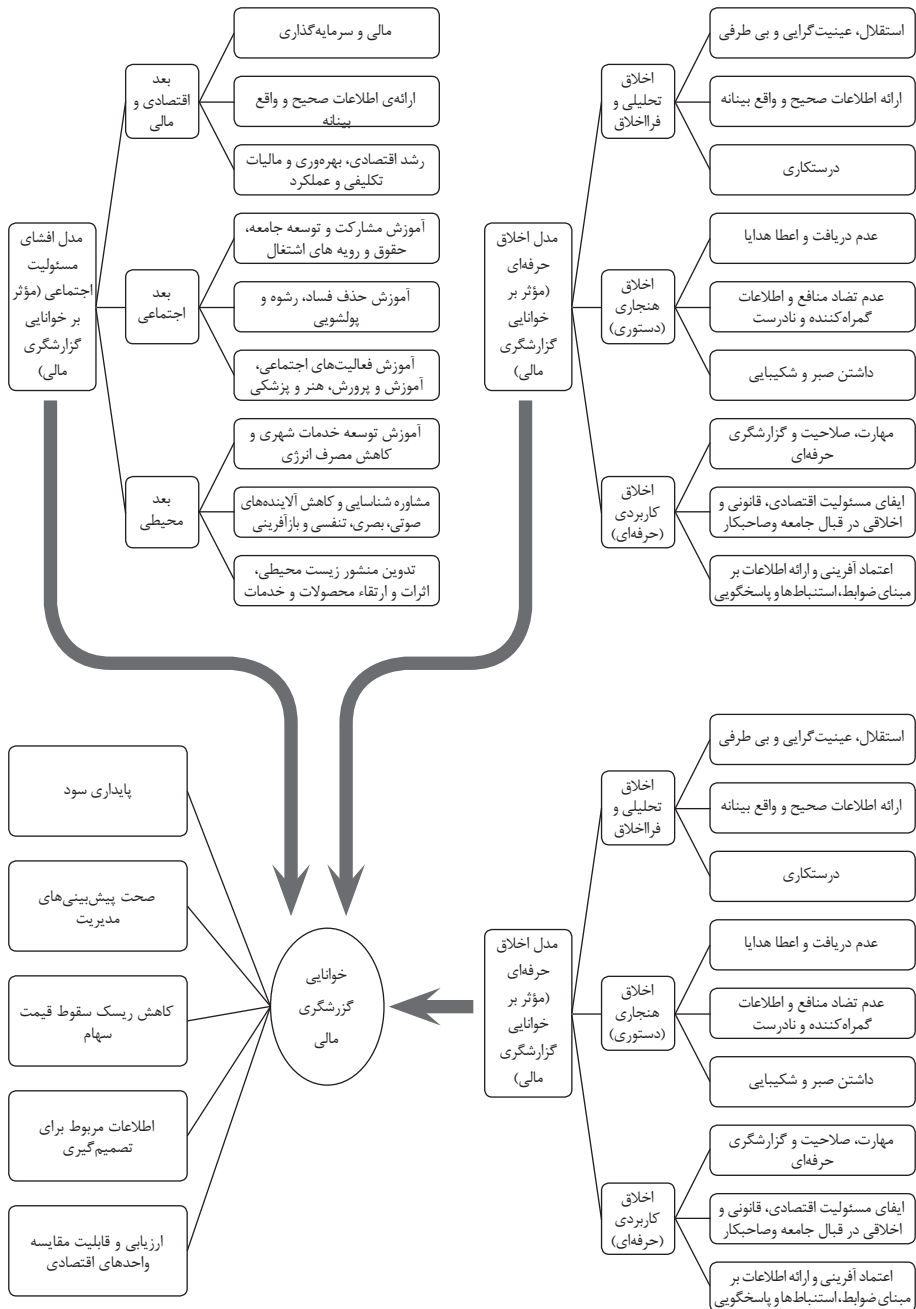 استقلال، عینیت‌گرایی و بی طرفی
ارائه اطلاعات صحیح و واقع بینانه
درستکاری
اخلاق
تحلیلی و
فرااخلاق
عدم دریافت و اعطا هدایا
عدم تضاد منافع و اطلاعات
گمراه‌کننده و نادرست
داشتن صبر و شکیبایی
اخلاق
هنجاری
(دستوری)
مهارت، صلاحیت و گزارشگری
حرفه‌ای
ایفای مسئولیت اقتصادی، قانونی و
اخلاقی در قبال جامعه وصاحبکار
اعتماد آفرینی و ارائه اطلاعات بر
مبنای ضوابط، استنباط‌ها و پاسخگویی
اخلاق
کاربردی
(حرفه‌ای)
مدل اخلاق
حرفه‌ای
(مؤثر بر
خوانایی
گزارشگری
مالی)
مالی و سرمایه‌گذاری
ارائه‌ی اطلاعات صحیح و واقع
بینانه
رشد اقتصادی، بهره‌وری و مالیات
تکلیفی و عملکرد
بعد
اقتصادی و
مالی
آموزش مشارکت و توسعه جامعه،
حقوق و رویه های اشتغال
آموزش حذف فساد، رشوه و
پولشویی
آموزش فعالیت‌های اجتماعی،
آموزش و پرورش، هنر و پزشکی
بعد
اجتماعی
آموزش توسعه خدمات شهری و
کاهش مصرف انرژی
مشاوره شناسایی و کاهش آلاینده‌های
صوتی، بصری، تنفسی و بازآفرینی
تدوین منشور زیست محیطی،
اثرات و ارتقاء محصولات و خدمات
بعد
محیطی
مدل افشای
مسئولیت
اجتماعی (مؤثر
بر خوانایی
گزارشگری
مالی)
استقلال، عینیت‌گرایی و بی طرفی
ارائه اطلاعات صحیح و واقع بینانه
درستکاری
اخلاق
تحلیلی و
فرااخلاق
عدم دریافت و اعطا هدایا
عدم تضاد منافع و اطلاعات
گمراه‌کننده و نادرست
داشتن صبر و شکیبایی
اخلاق
هنجاری
(دستوری)
مهارت، صلاحیت و گزارشگری
حرفه‌ای
ایفای مسئولیت اقتصادی، قانونی و
اخلاقی در قبال جامعه وصاحبکار
اعتماد آفرینی و ارائه اطلاعات بر
مبنای ضوابط، استنباط‌ها و پاسخگویی
اخلاق
کاربردی
(حرفه‌ای)
مدل اخلاق
حرفه‌ای
(مؤثر بر
خوانایی
گزارشگری
مالی)
خوانایی
گزرشگری
مالی
پایداری سود
صحت پیش‌بینی‌های
مدیریت
کاهش ریسک سقوط قیمت
سهام
اطلاعات مربوط برای
تصمیم‌گیری
ارزیابی و قابلیت مقایسه
واحدهای اقتصادی